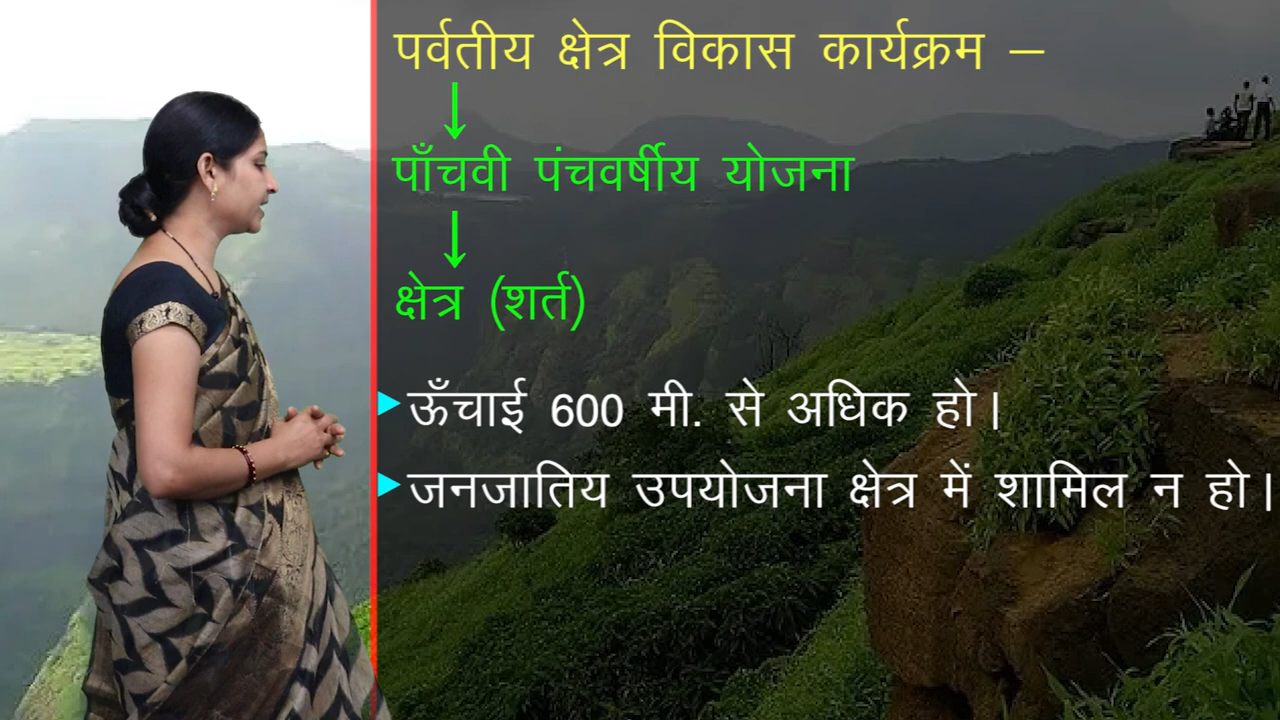 पर्वतीय क्षेत्र विकास कार्यक्रम –
पाँचवी पंचवर्षीय योजना
क्षेत्र (शर्त)
ऊँचाई 600 मी. से अधिक हो।
जनजातिय उपयोजना क्षेत्र में शामिल न हो।